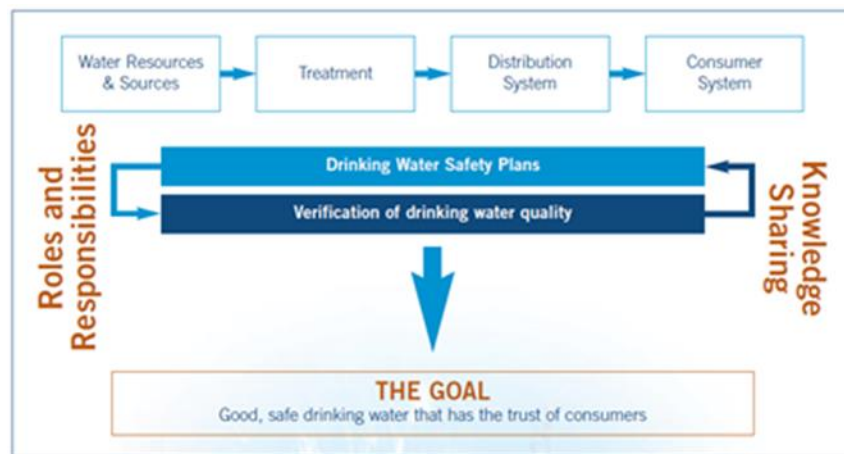 Water Resources
& Sources
Treatment
Distribution
System
Consumer
System
Roles and
Responsibilities
Drinking Water Safety Plans
Verification of drinking water quality
Knowledge
Sharing
THE GOAL
Good, safe drinking water that has the trust of consumers